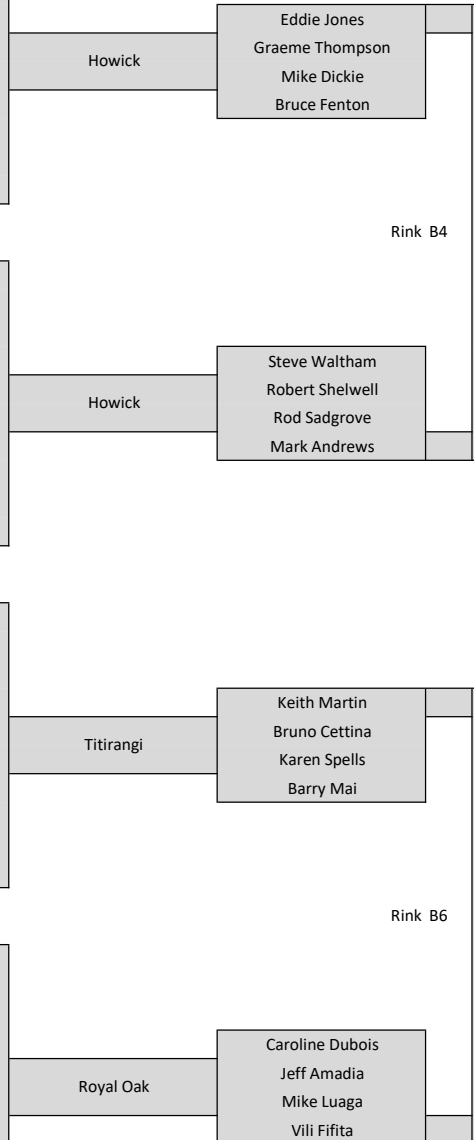 Eddie Jones
Graeme Thompson
Howick
Mike Dickie
Bruce Fenton
Rink B4
Steve Waltham
Robert Shelwell
Howick
Rod Sadgrove
Mark Andrews
Keith Martin
Bruno Cettina
Titirangi
Karen Spells
Barry Mai
Rink B6
Caroline Dubois
Jeff Amadia
Royal Oak
Mike Luaga
Vili Fifita